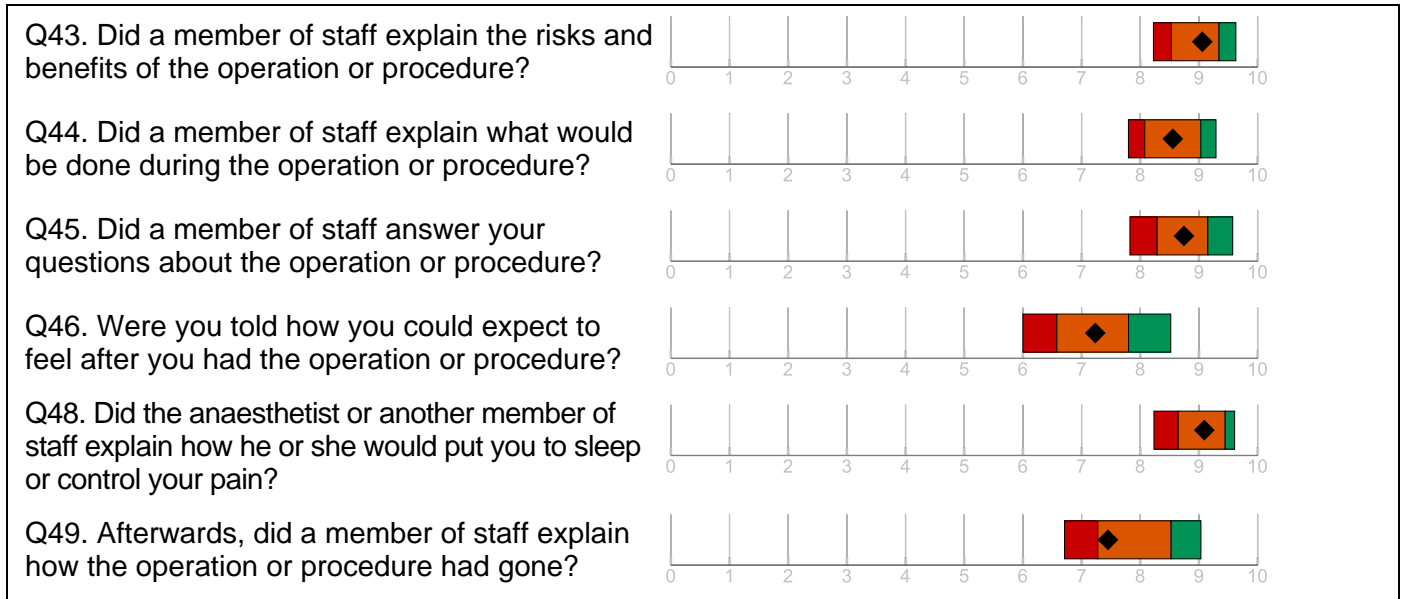 Q43. Did a member of staff explain the risks and
benefits of the operation or procedure?
0 1 2 3 4 5 6 7 8 9 10
Q44. Did a member of staff explain what would
be done during the operation or procedure?
0 1 2 3 4 5 6 7 8 9 10
Q45. Did a member of staff answer your
questions about the operation or procedure?
0 1 2 3 4 5 6 7 8 9 10
Q46. Were you told how you could expect to
feel after you had the operation or procedure?
0 1 2 3 4 5 6 7 8 9 10
Q48. Did the anaesthetist or another member of
staff explain how he or she would put you to sleep
or control your pain?
0 1 2 3 4 5 6 7 8 9 10
Q49. Afterwards, did a member of staff explain
how the operation or procedure had gone?
0 1 2 3 4 5 6 7 8 9 10